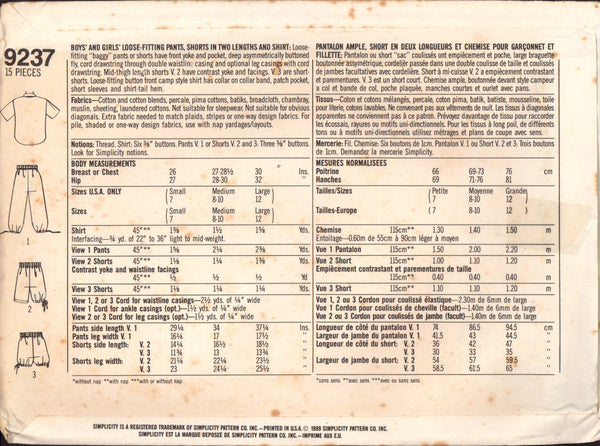 9237
15 PIECES
BOYS' AND GIRLS' LOOSE-FITTING PANTS, SHORTS IN TWO LENGTHS AND SHIRT: Loose-
fitting "baggy" pants or shorts have front yoke and pocket, deep asymmetrically buttoned
fly, cord drawstring through double waistline: casing and optional leg casings with cord
drawstring. Mid-thigh length shorts V. 2 have contrast yoke and facings. V. 3 are short-
shorts. Loose-fitting button front camp style shirt has collar on collar band, patch pocket,
short sleeves and shirt-tail hem.
Fabrics—Cotton and cotton blends, percale, pima cottons, batiks, broadcloth, chambray,
muslin, sheeting, laundered cottons. Not suitable for sleepwear. Not suitable for obvious
diagonals. Extra fabric needed to match plaids, stripes or one-way design fabrics. For
pile, shaded or one-way design fabrics, use with nap yardages/layouts.
Notions: Thread. Shirt: Six 3/8" buttons. Pants V. 1 or Shorts V. 2 and 3: Three 5/8" buttons.
Look for Simplicity notions.
BODY MEASUREMENTS
Breast or Chest 26 27-28½ 30 Ins.
Hip 27 28-30 32 "
Sizes U.S.A. ONLY (Small Medium Large)
(7 8-10 12)
Sizes (Small Medium Large)
(7 8-10 12)
Shirt 45"** 1⅜ 1½ 1⅝ Yds.
Interfacing—¾ yd. of 22" to 36" light to mid-weight.
View 1 Pants 45"** 1⅝ 2¼ 2⅜ Yds.
View 2 Shorts 45"** 1⅛ 1¼ 1⅜ Yds.
Contrast yoke and waistline facings
45"** ½ ½ ½ Yd
View 3 Shorts 45"** 1⅛ 1¼ 1¼ Yds.
View 1, 2 or 3 Cord for waistline casings—2½ yds. of ¼" wide
View 1 Cord for ankle casings (opt.)—1½ yds. of ¼" wide
View 2 or 3 Cord for leg casings (opt.)—1½ yds. of ¼" wide
Pants side length V. 1 29¼ 34 37¼ Ins.
Pants leg width V. 1 16¼ 17 17½ "
Shorts side length: V. 2 14¼ 16½ 18½ "
V. 3 11¾ 13 13¾ "
Shorts leg width: V. 2 21¼ 22¼ 23½ "
V. 3 23 24¼ 25½ "
*without nap **with nap ***with or without nap
PANTALON AMPLE, SHORT EN DEUX LONGUEURS ET CHEMISE POUR GARÇONNET ET
FILLETTE: Pantalon ou short "sac" coulissés ont empiècement et poche, large braguette
boutonnée assymétrique, cordelir passée dans une double coulisse de taille et coulisses
de jambes facultatives avec cordelière. Short à mi-cuisse V. 2 a empiècement contrastant
et parementures. V. 3 est un short court. Chemise ample, boutonnée devant style campeur
a col et bande de col, poche plaquée, manches courtes et ourlet avec pans.
Tissus—Coton et cotons mélangés, percale, coton pima, batik, batiste, mousseline, toile
pour literie, cotons lavables. Ne convenant pas aux vêtements de nuit. Les tissus à diagonales
apparentes ne conviennent pas à ce patron. Prévoyez davantage de tissu pour raccorder
les écossais, rayures ou motifs uni-directionnels. Pour les tissus à long poil, de différents
tons ou à motifs uni-directionnels utilisez métrages et plans de coupe avec sens.
Mercerie: Fil. Chemise: Six boutons de 1cm. Pantalon V. 1 ou Short V. 2 et 3: Trois boutons
de 1cm. Demandez la mercerie Simplicity.
MESURES NORMALISEES
Poitrine 66 69-73 76 cm
Hanches 69 71-76 81 "
Tailles/Sizes (Petite Moyenne Grande)
(7 8-10 12)
Tailles-Europe (7 8-10 12)
Chemise 115cm** 1.30 1.40 1.50 m
Entoilage—0.60m de 55cm à 90cm léger à moyen
Vue 1 Pantalon 115cm** 1.50 2.00 2.20 m
Vue 2 Short 115cm** 1.00 1.10 1.20 m
Empiècement contrastant et parementures de taille
115cm** 0.40 0.40 0.40 m
Vue 3 Short 115cm** 1.10 1.10 1.20 m
Vue 1, 2 ou 3 Cordon pour coulissé élastique—2.30m de 6mm de large
Vue 1 Cordon pour coulissés de cheville (facult)—1.40m de 6mm de large
Vue 2 ou 3 Cordon pour coulissés de jambe (facult)—1.40m de 6mm de large
Longueur de côté du pantalon V. 1 74 86.5 94.5 cm
Largeur de jambe du pantalon V. 1 41.5 43 44.5 "
Longueur de côté du short: V. 2 36 42 47 "
V. 3 30 33 35 "
Largeur de jambe du short: V. 2 54 57 59.5 "
V. 3 58.5 61.5 65 "
*sans sens **avec sens ***avec ou sans sens
1
2
3
SIMPLICITY IS A REGISTERED TRADEMARK OF SIMPLICITY PATTERN CO. INC.—PRINTED IN U.S.A. © 1989 SIMPLICITY PATTERN CO. INC.
SIMPLICITY EST LA MARQUE DEPOSEE DE SIMPLICITY PATTERN CO. INC.—IMPRIME AUX E.U.